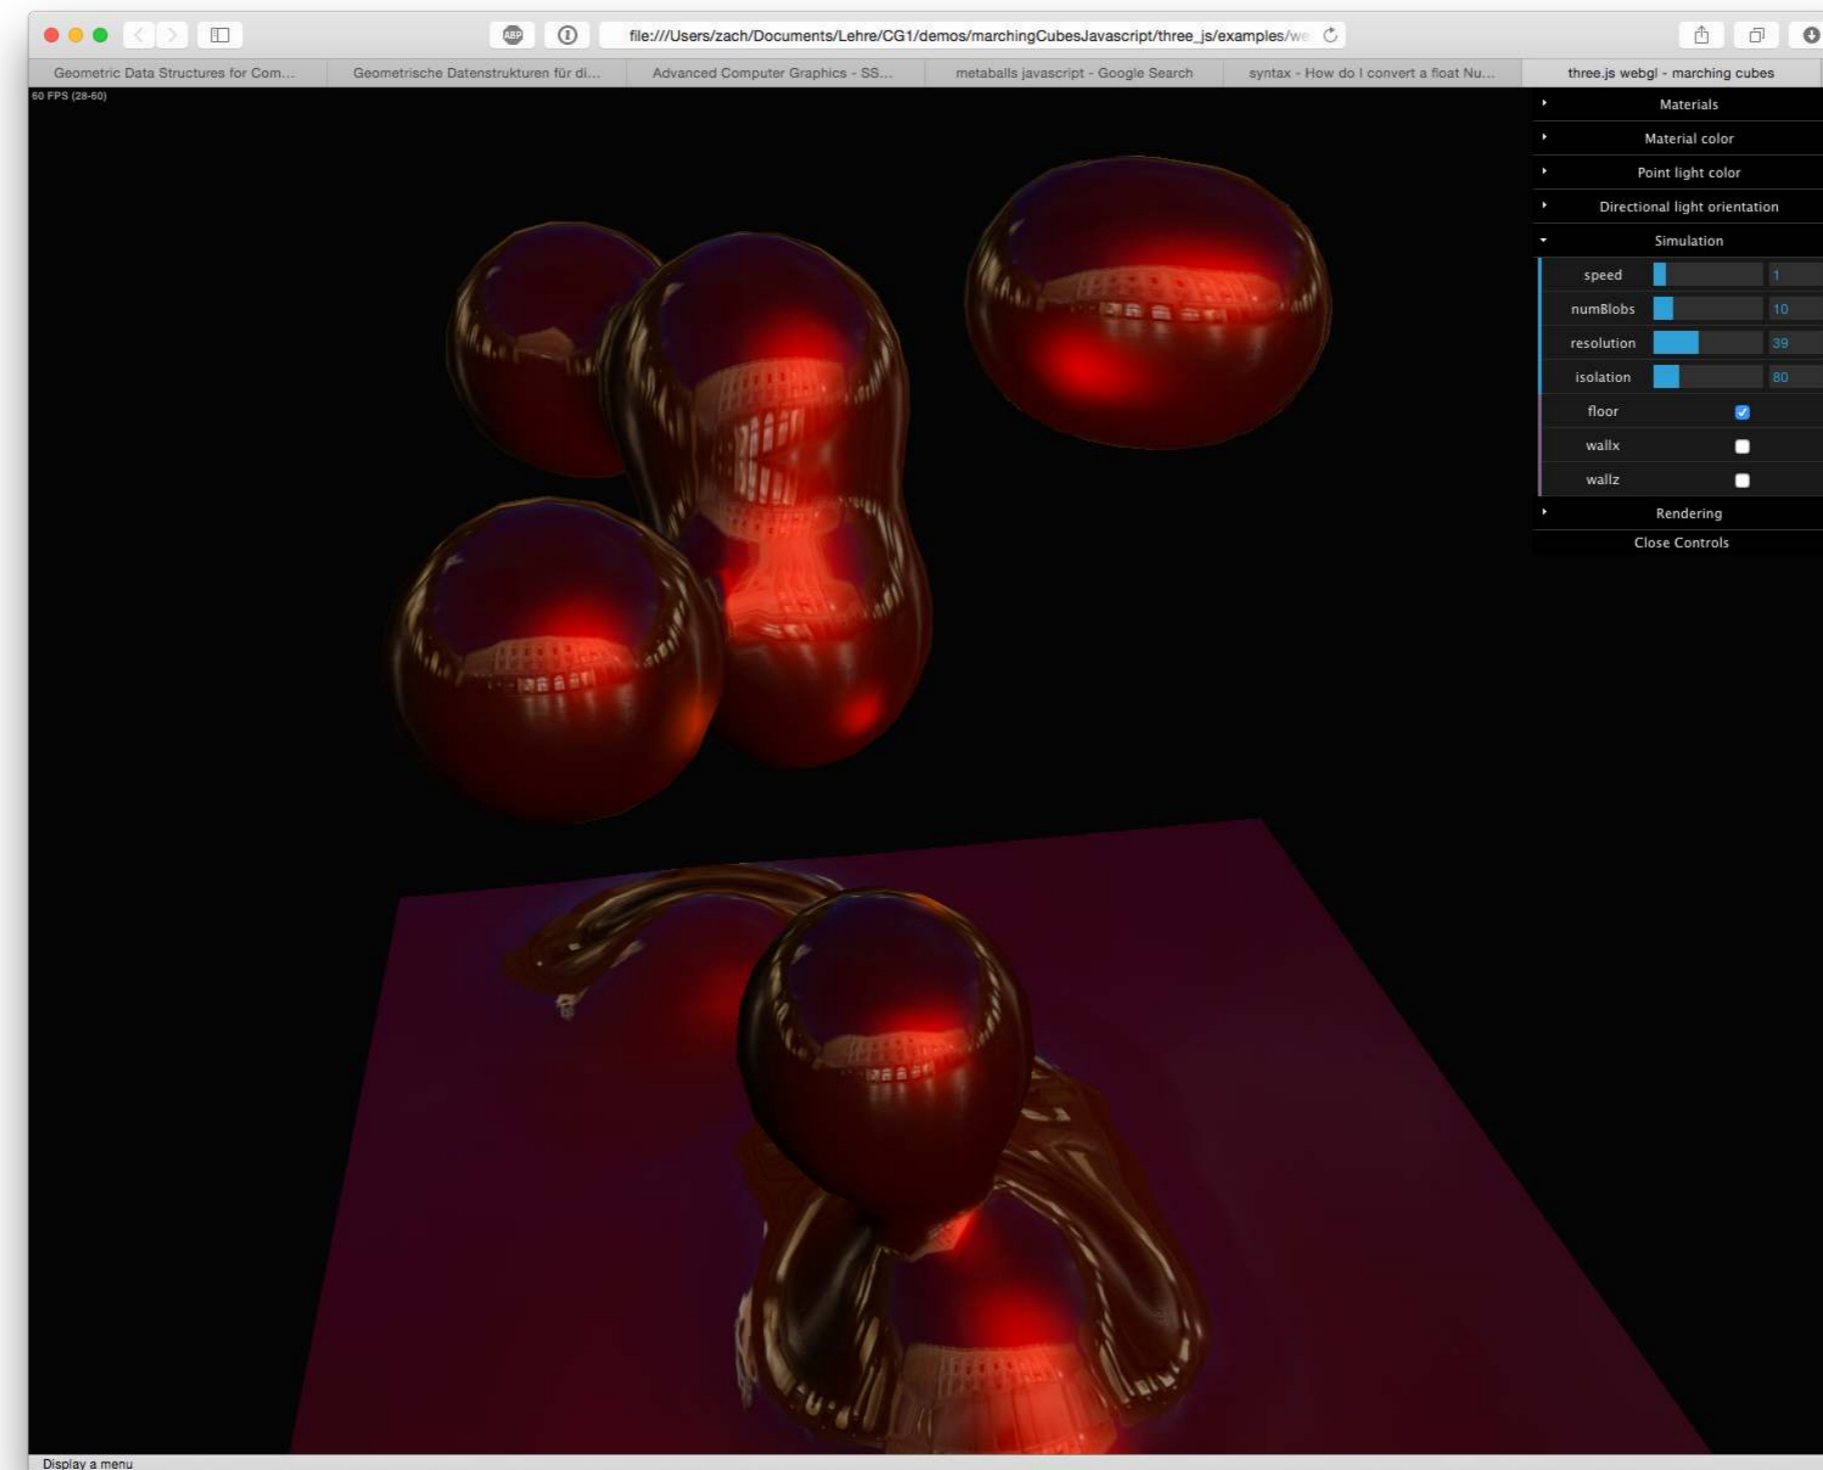 file:///Users/zach/Documents/Lehre/CG1/demos/marchingCubesJavascript/three_js/examples/we
Geometric Data Structures for Com...
Geometrische Datenstrukturen für di...
Advanced Computer Graphics - SS...
metaballs javascript - Google Search
syntax - How do I convert a float Nu...
three.js webgl - marching cubes
60 FPS (28-60)
Materials
Material color
Point light color
Directional light orientation
Simulation
speed 1
numBlobs 10
resolution 39
isolation 80
floor
wallx
wallz
Rendering
Close Controls
Display a menu
ABP